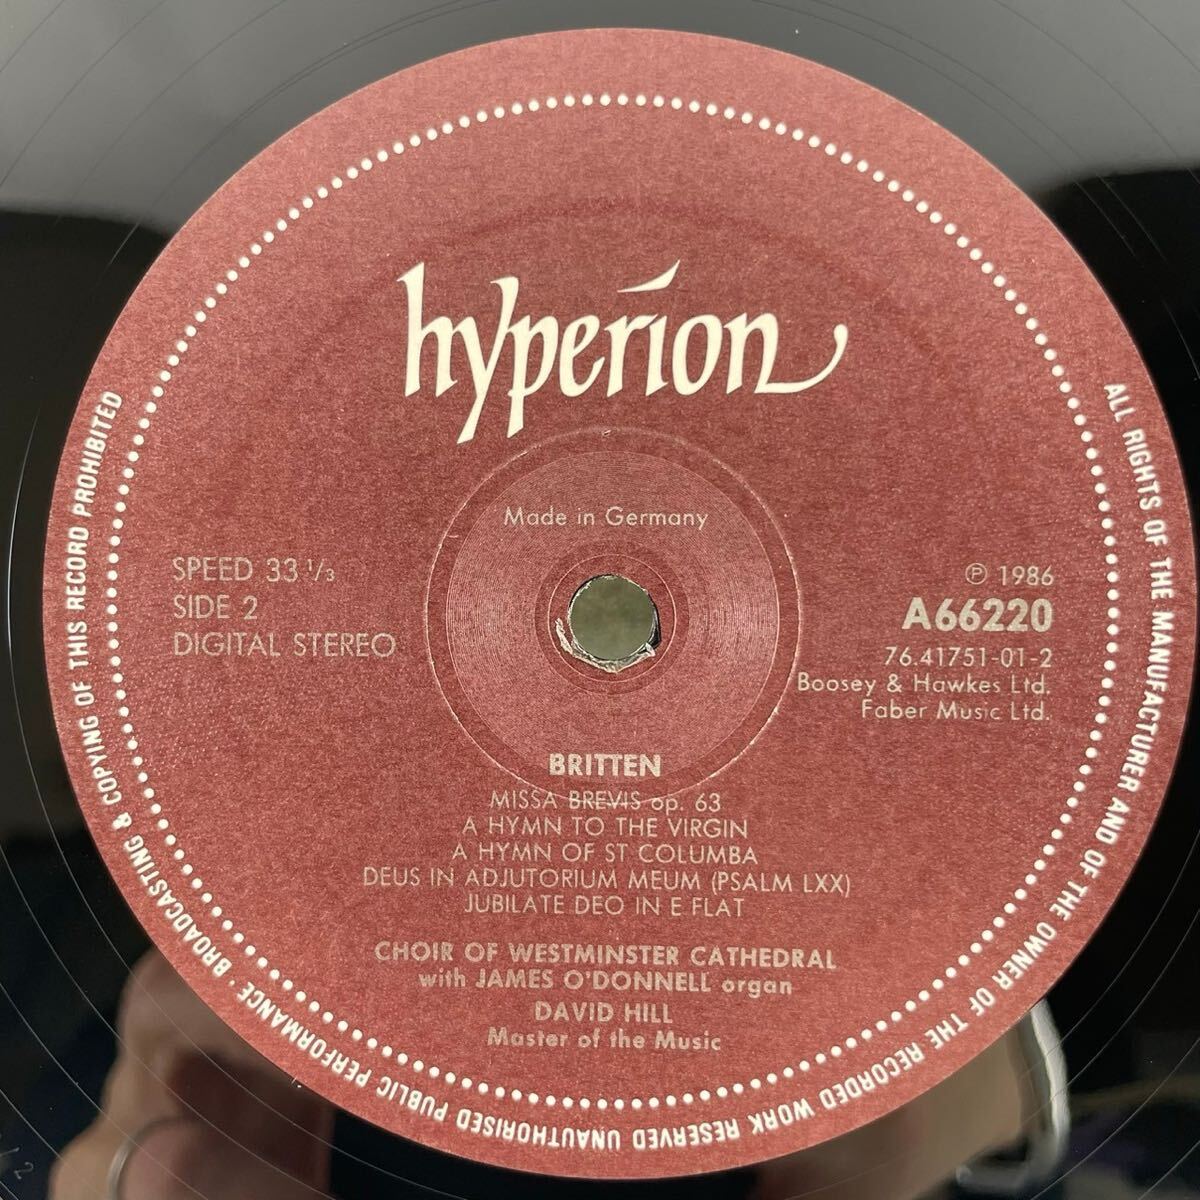 hyperion
Made in Germany
SPEED 33 1/3
SIDE 2
DIGITAL STEREO
℗ 1986
A66220
76.41751-01-2
Boosey & Hawkes Ltd.
Faber Music Ltd.
BRITTEN
MISSA BREVIS op. 63
A HYMN TO THE VIRGIN
A HYMN OF ST COLUMBA
DEUS IN ADJUTORIUM MEUM (PSALM LXX)
JUBILATE DEO IN E FLAT
CHOIR OF WESTMINSTER CATHEDRAL
with JAMES O'DONNELL organ
DAVID HILL
Master of the Music
ALL RIGHTS OF THE MANUFACTURER AND OF THE OWNER OF THE RECORDED WORK RESERVED UNAUTHORISED PUBLIC PERFORMANCE · BROADCASTING & COPYING OF THIS RECORD PROHIBITED